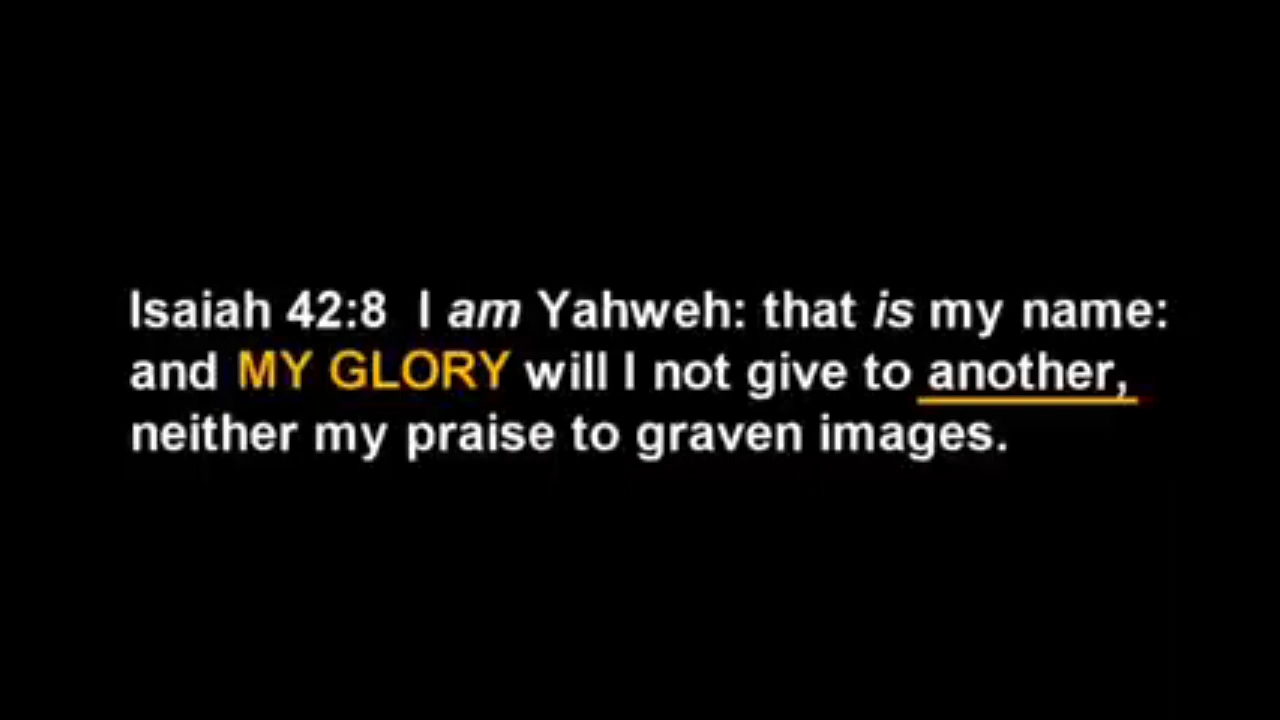 Isaiah 42:8 I am Yahweh: that is my name:
and MY GLORY will I not give to another,
neither my praise to graven images.